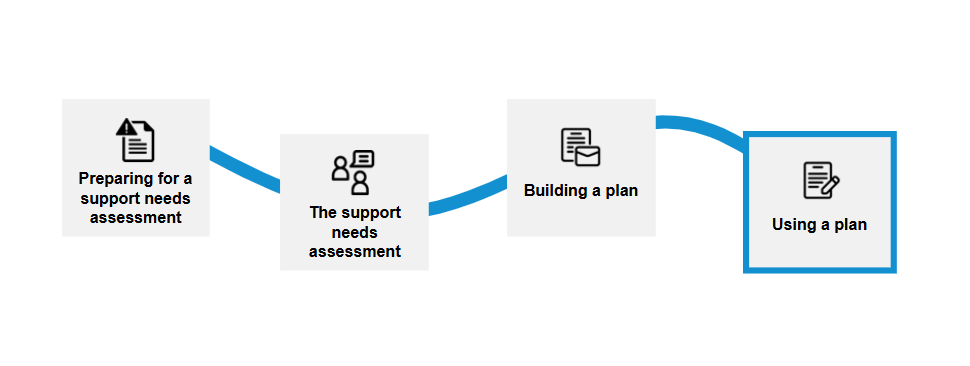 Preparing for a
support needs
assessment
The support
needs
assessment
Building a plan
Using a plan